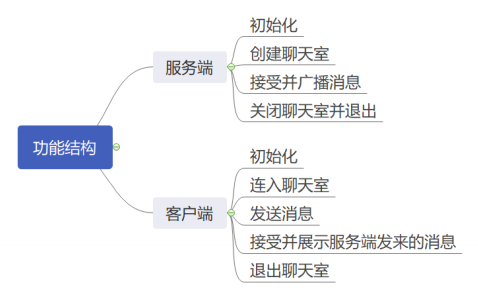 功能结构
服务端
初始化
创建聊天室
接受并广播消息
关闭聊天室并退出
客户端
初始化
连入聊天室
发送消息
接受并展示服务端发来的消息
退出聊天室